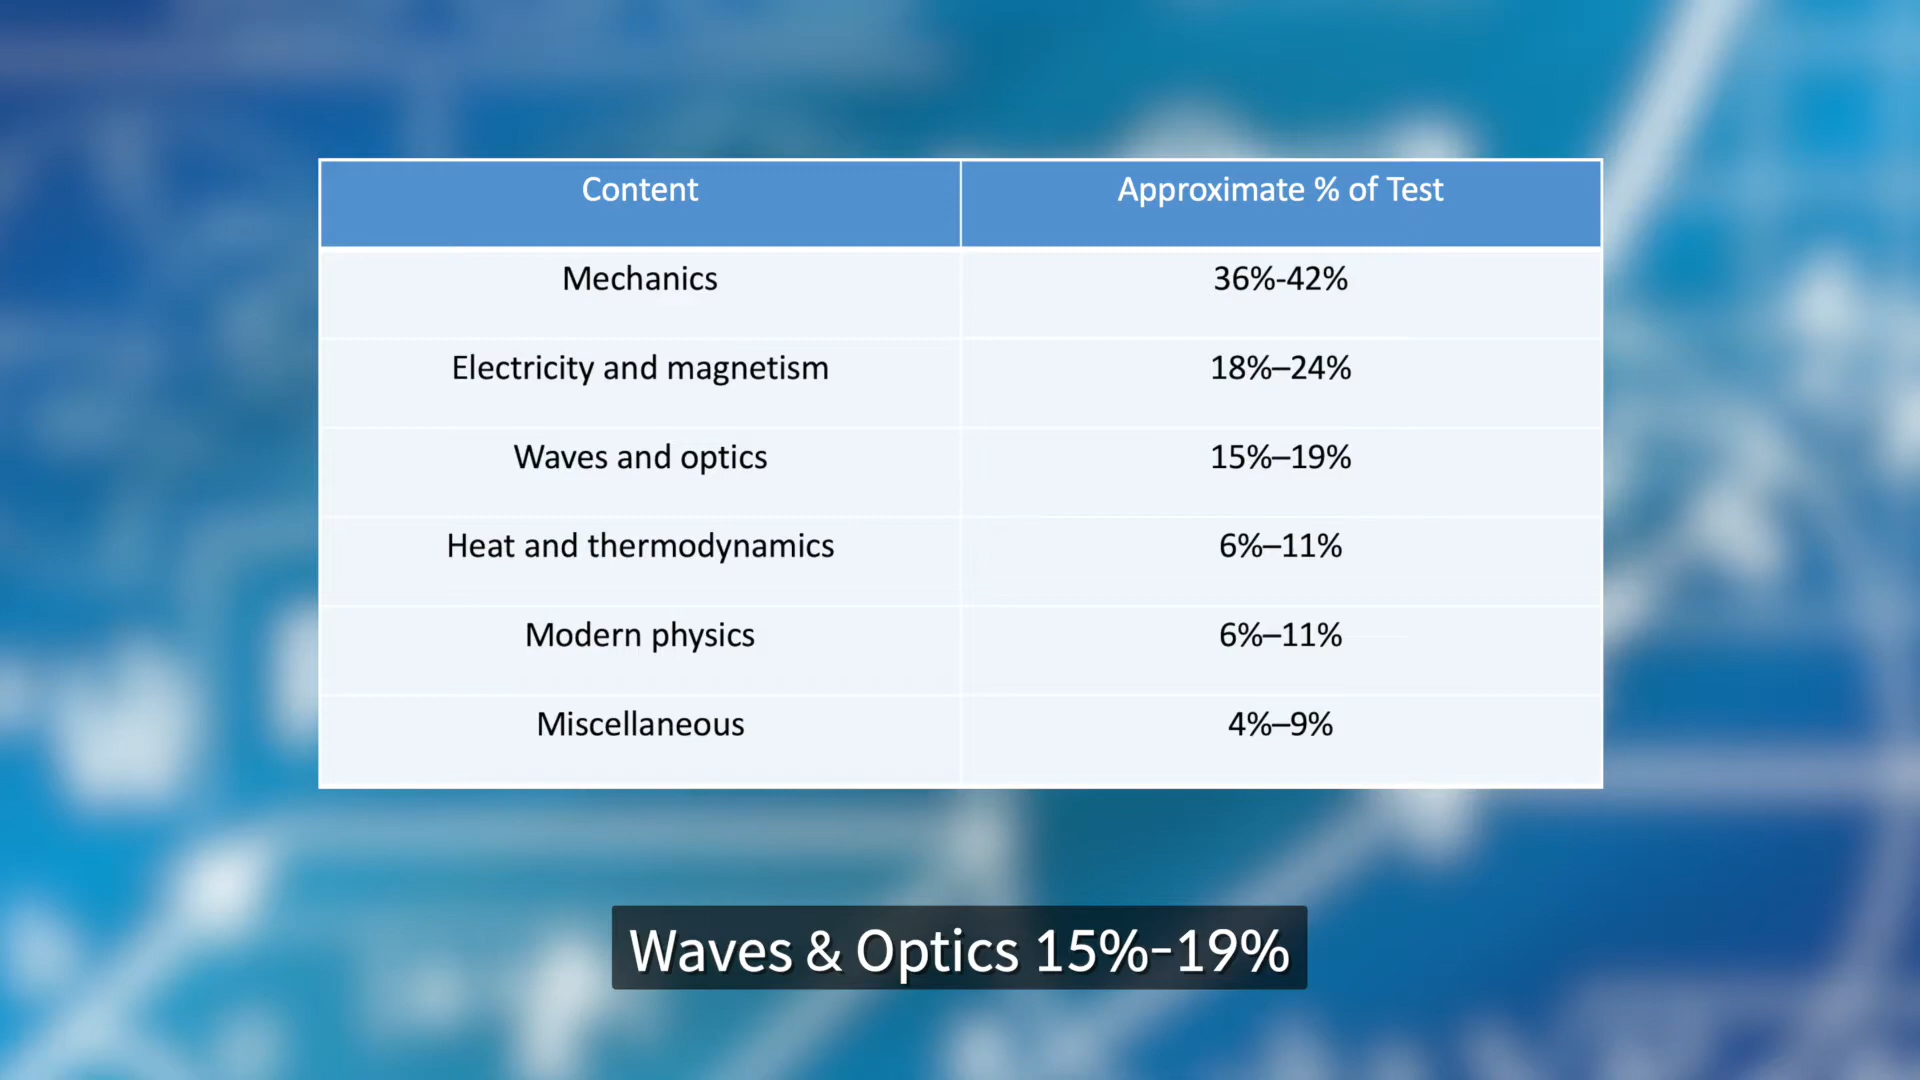 Content Approximate % of Test
Mechanics 36%-42%
Electricity and magnetism 18%–24%
Waves and optics 15%–19%
Heat and thermodynamics 6%–11%
Modern physics 6%–11%
Miscellaneous 4%–9%
Waves & Optics 15%-19%